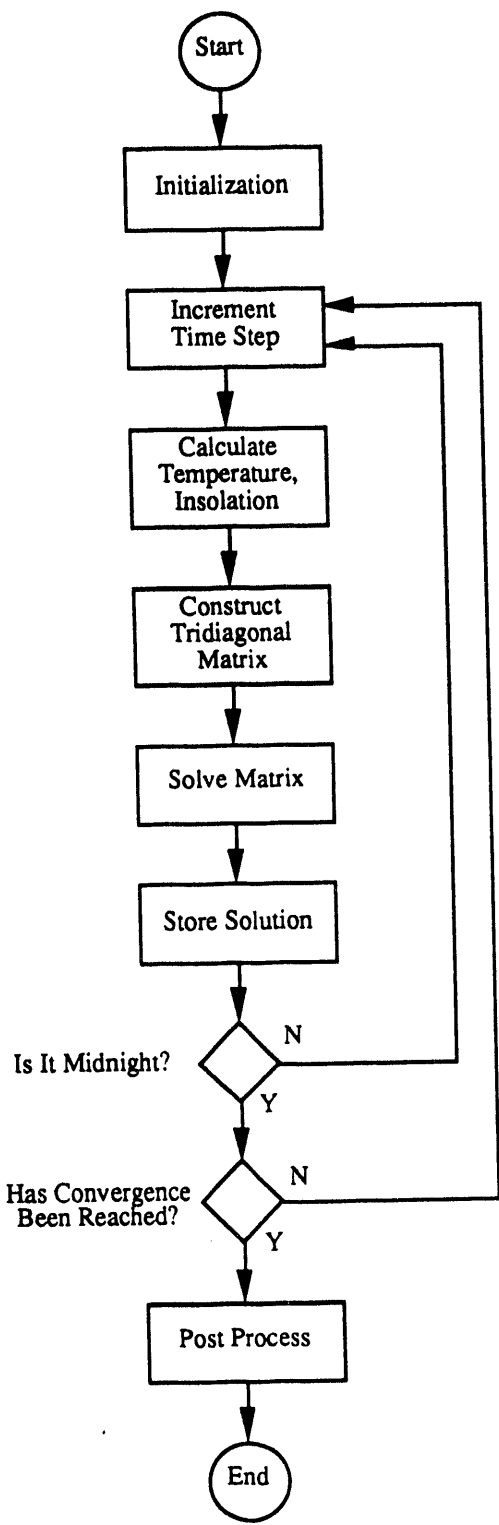 Start
Initialization
Increment
Time Step
Calculate
Temperature,
Insolation
Construct
Tridiagonal
Matrix
Solve Matrix
Store Solution
Is It Midnight?
N
Y
Has Convergence
Been Reached?
N
Y
Post Process
End